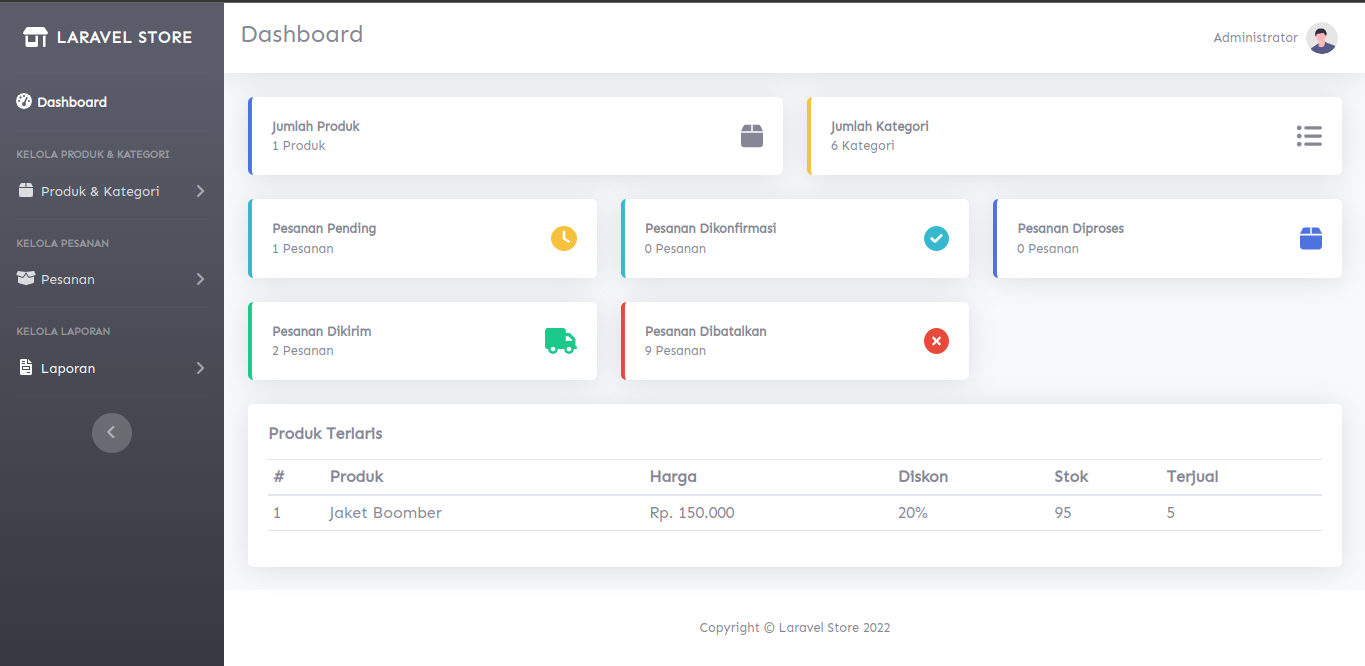 LARAVEL STORE
Dashboard
KELOLA PRODUK & KATEGORI
Produk & Kategori
KELOLA PESANAN
Pesanan
KELOLA LAPORAN
Laporan
Dashboard
Administrator
Jumlah Produk
1 Produk
Jumlah Kategori
6 Kategori
Pesanan Pending
1 Pesanan
Pesanan Dikonfirmasi
0 Pesanan
Pesanan Diproses
0 Pesanan
Pesanan Dikirim
2 Pesanan
Pesanan Dibatalkan
9 Pesanan
Produk Terlaris
# Produk Harga Diskon Stok Terjual
1 Jaket Boomber Rp. 150.000 20% 95 5
Copyright © Laravel Store 2022